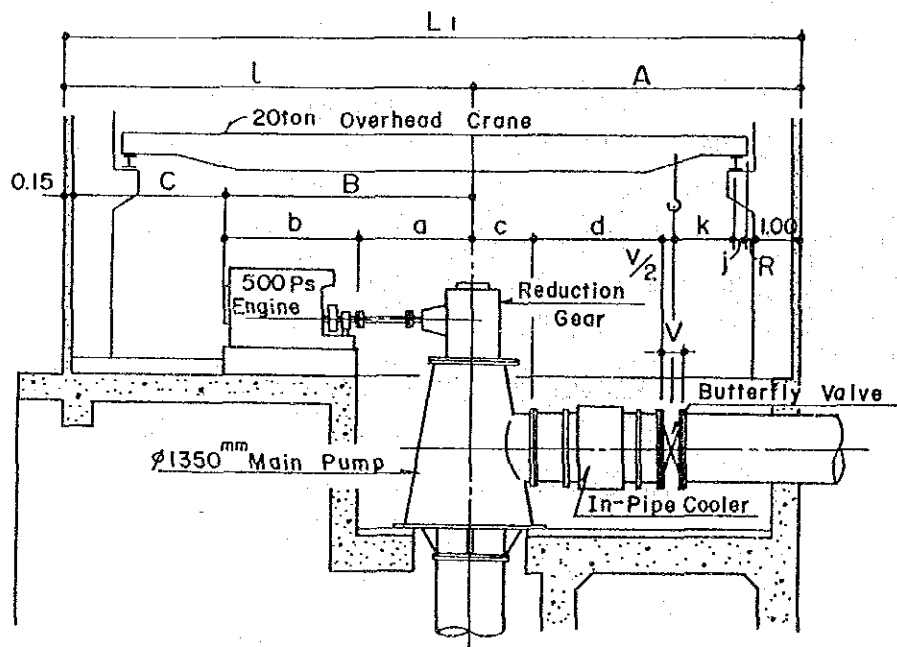 L1
l A
20ton Overhead Crane
0.15 C B
b a c d V/2 k j R 1.00
500Ps
Engine
Reduction
Gear
V
Butterfly Valve
φ1350mm Main Pump
In-Pipe Cooler